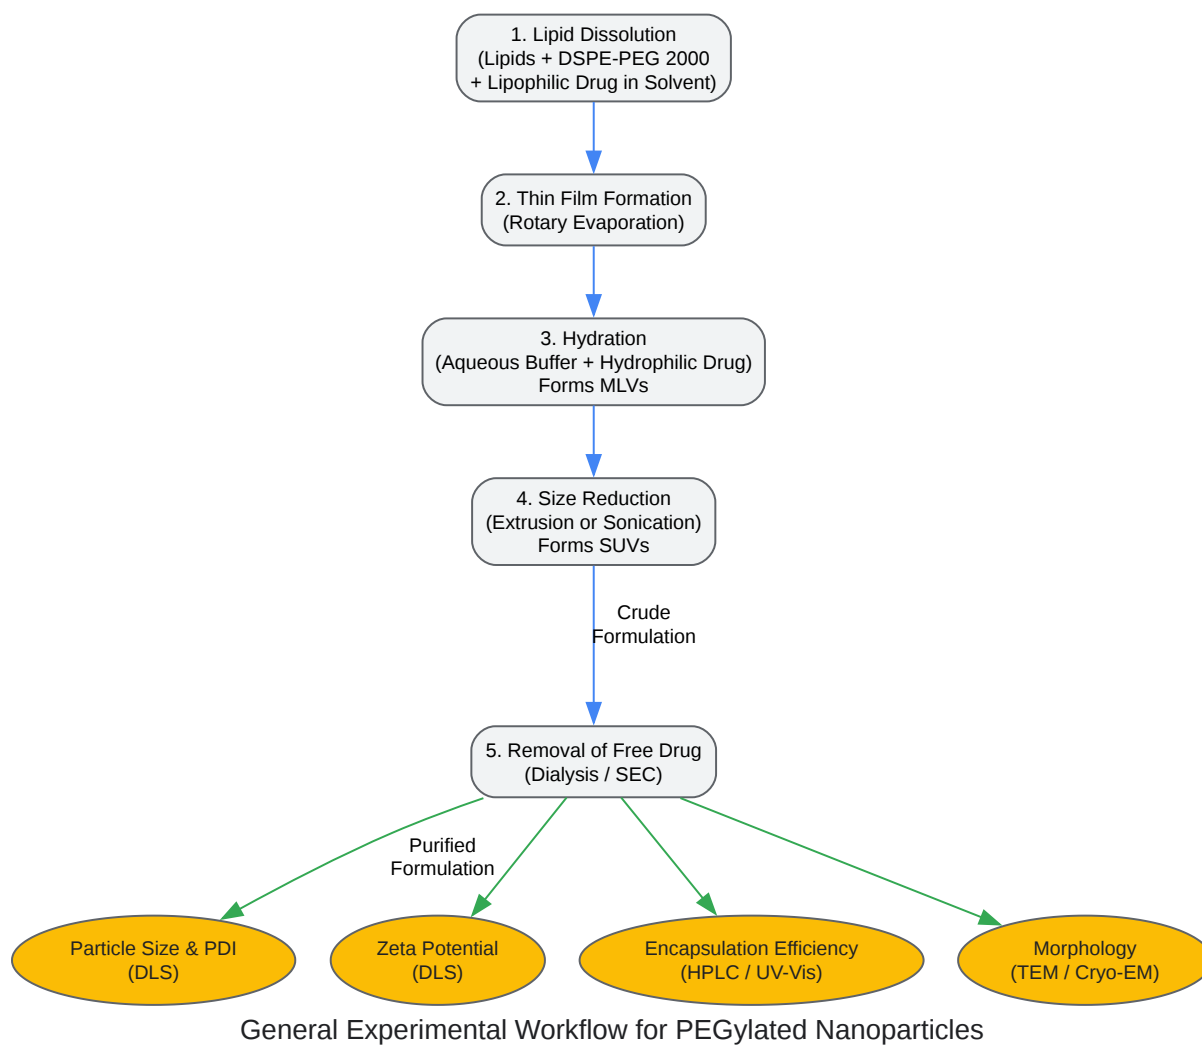 1. Lipid Dissolution
(Lipids + DSPE-PEG 2000
+ Lipophilic Drug in Solvent)
2. Thin Film Formation
(Rotary Evaporation)
3. Hydration
(Aqueous Buffer + Hydrophilic Drug)
Forms MLVs
4. Size Reduction
(Extrusion or Sonication)
Forms SUVs
Crude
Formulation
5. Removal of Free Drug
(Dialysis / SEC)
Purified
Formulation
Particle Size & PDI
(DLS)
Zeta Potential
(DLS)
Encapsulation Efficiency
(HPLC / UV-Vis)
Morphology
(TEM / Cryo-EM)
General Experimental Workflow for PEGylated Nanoparticles